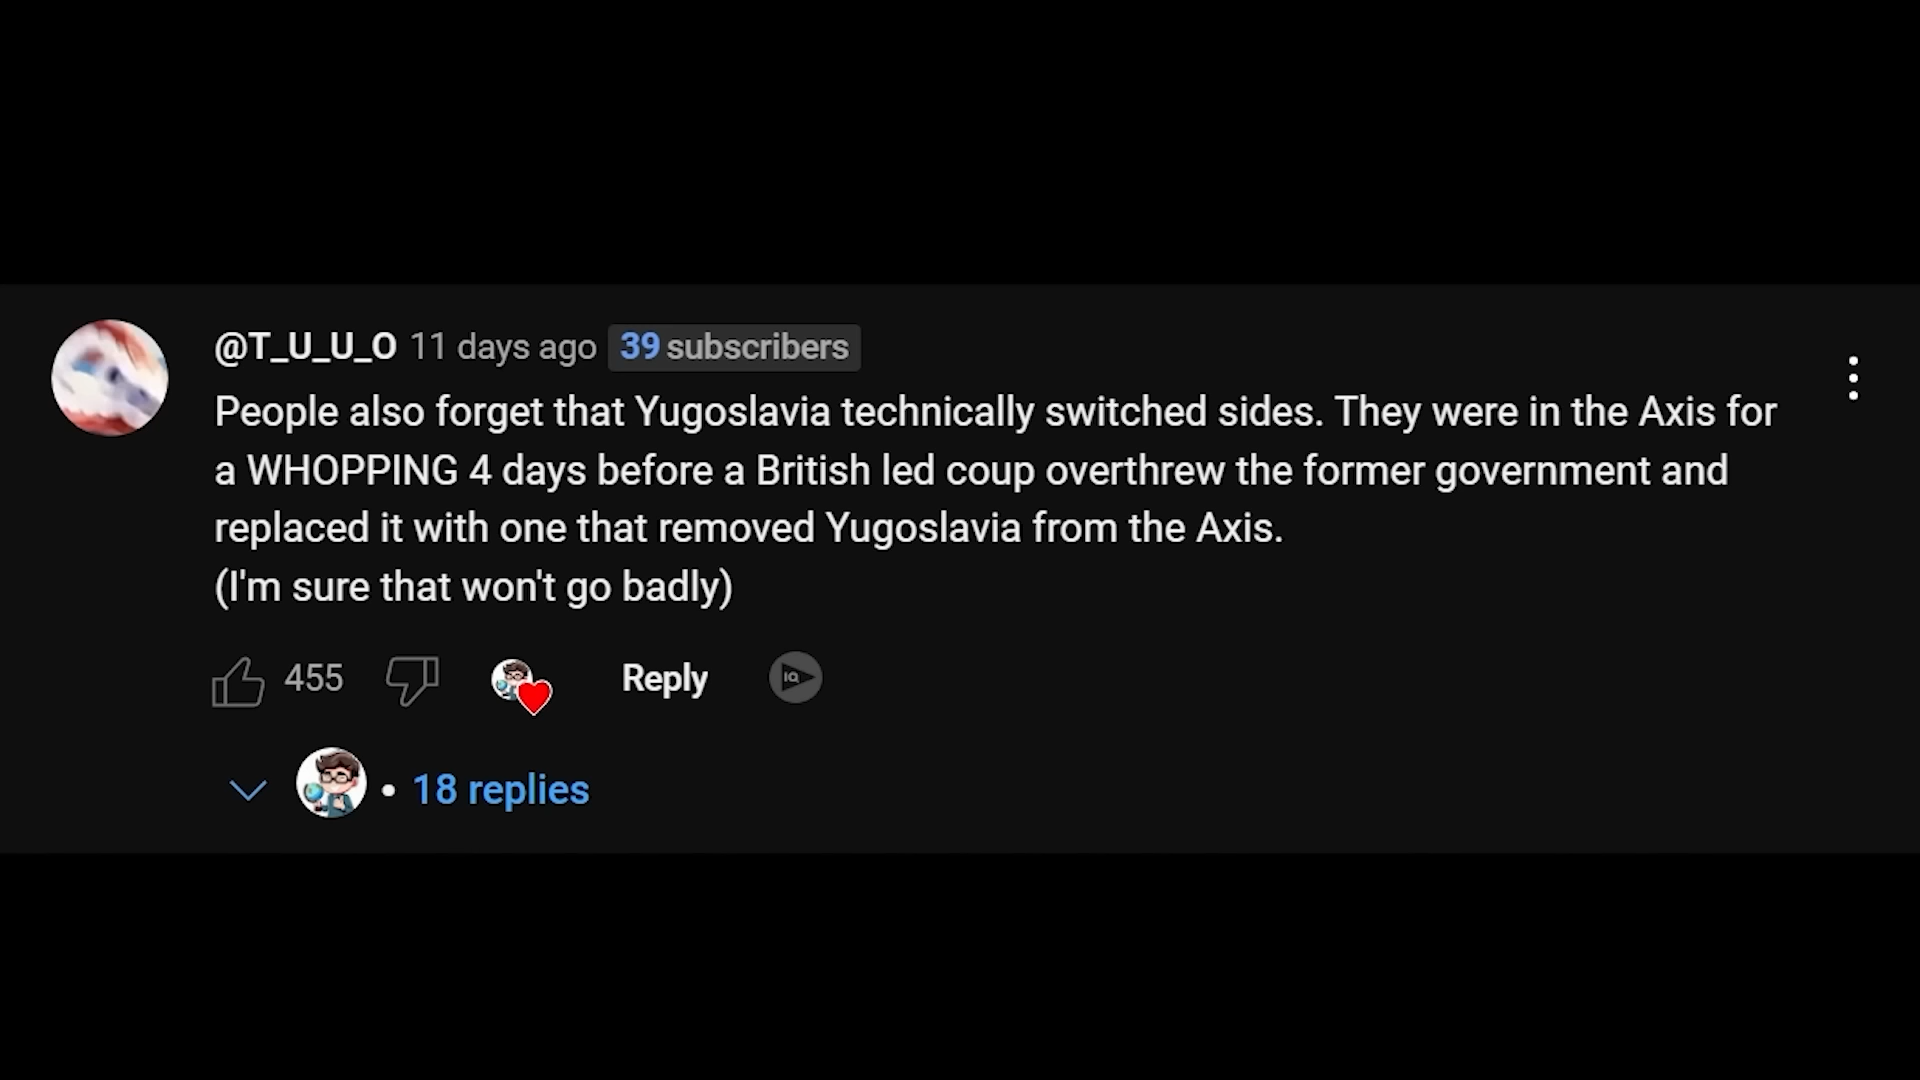 @T_U_U_O 11 days ago 39 subscribers
People also forget that Yugoslavia technically switched sides. They were in the Axis for
a WHOPPING 4 days before a British led coup overthrew the former government and
replaced it with one that removed Yugoslavia from the Axis.
(I'm sure that won't go badly)
455 Reply IQ
• 18 replies